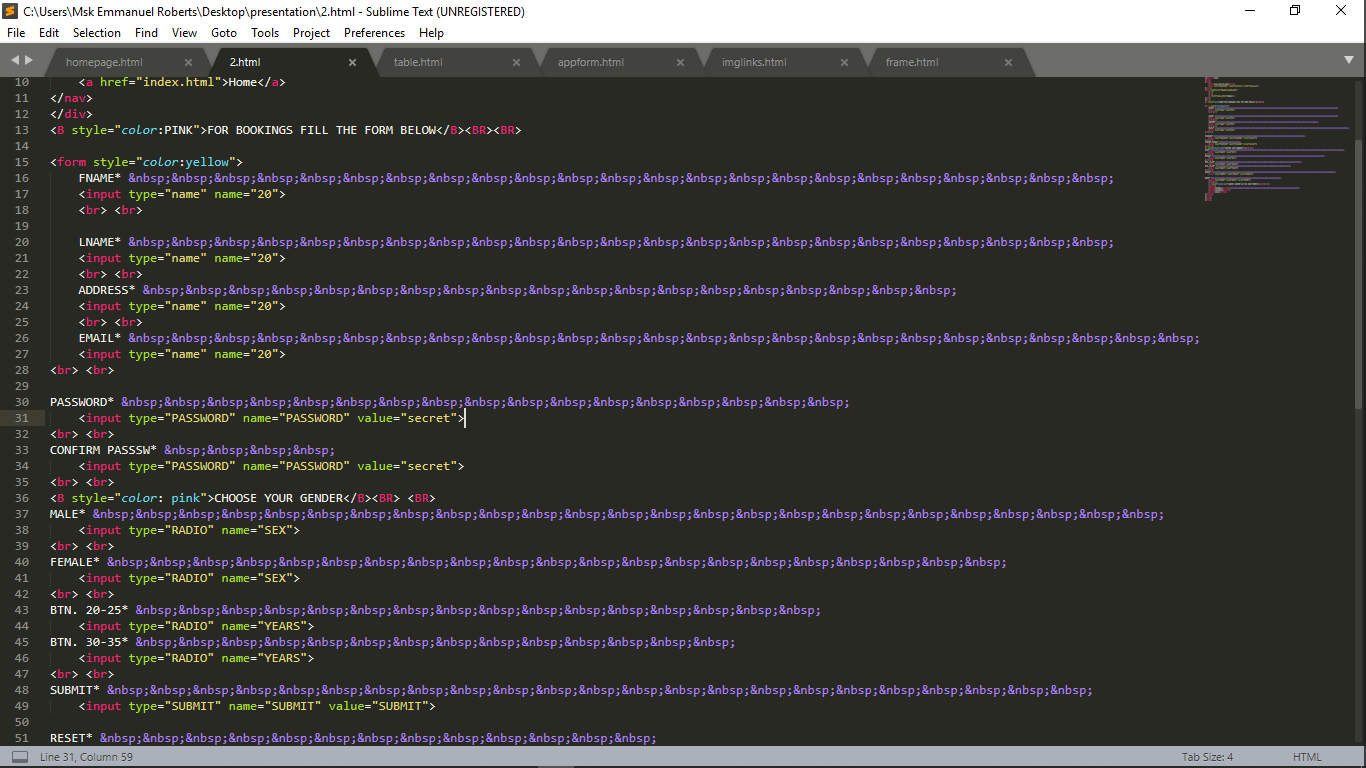 C:\Users\Msk Emmanuel Roberts\Desktop\presentation\2.html - Sublime Text (UNREGISTERED)
File Edit Selection Find View Goto Tools Project Preferences Help
homepage.html 2.html table.html appform.html imglinks.html frame.html
10 <a href="index.html">Home</a>
11 </nav>
12 </div>
13 <B style="color:PINK">FOR BOOKINGS FILL THE FORM BELOW</B><BR><BR>
14
15 <form style="color:yellow">
16 FNAME* &nbsp;&nbsp;&nbsp;&nbsp;&nbsp;&nbsp;&nbsp;&nbsp;&nbsp;&nbsp;&nbsp;&nbsp;&nbsp;&nbsp;&nbsp;&nbsp;&nbsp;&nbsp;&nbsp;&nbsp;&nbsp;&nbsp;&nbsp;
17 <input type="name" name="20">
18 <br> <br>
19
20 LNAME* &nbsp;&nbsp;&nbsp;&nbsp;&nbsp;&nbsp;&nbsp;&nbsp;&nbsp;&nbsp;&nbsp;&nbsp;&nbsp;&nbsp;&nbsp;&nbsp;&nbsp;&nbsp;&nbsp;&nbsp;&nbsp;&nbsp;&nbsp;
21 <input type="name" name="20">
22 <br> <br>
23 ADDRESS* &nbsp;&nbsp;&nbsp;&nbsp;&nbsp;&nbsp;&nbsp;&nbsp;&nbsp;&nbsp;&nbsp;&nbsp;&nbsp;&nbsp;&nbsp;&nbsp;&nbsp;&nbsp;&nbsp;
24 <input type="name" name="20">
25 <br> <br>
26 EMAIL* &nbsp;&nbsp;&nbsp;&nbsp;&nbsp;&nbsp;&nbsp;&nbsp;&nbsp;&nbsp;&nbsp;&nbsp;&nbsp;&nbsp;&nbsp;&nbsp;&nbsp;&nbsp;&nbsp;&nbsp;&nbsp;&nbsp;&nbsp;&nbsp;&nbsp;
27 <input type="name" name="20">
28 <br> <br>
29
30 PASSWORD* &nbsp;&nbsp;&nbsp;&nbsp;&nbsp;&nbsp;&nbsp;&nbsp;&nbsp;&nbsp;&nbsp;&nbsp;&nbsp;&nbsp;&nbsp;&nbsp;&nbsp;
31 <input type="PASSWORD" name="PASSWORD" value="secret">
32 <br> <br>
33 CONFIRM PASSSW* &nbsp;&nbsp;&nbsp;&nbsp;
34 <input type="PASSWORD" name="PASSWORD" value="secret">
35 <br> <br>
36 <B style="color: pink">CHOOSE YOUR GENDER</B><BR> <BR>
37 MALE* &nbsp;&nbsp;&nbsp;&nbsp;&nbsp;&nbsp;&nbsp;&nbsp;&nbsp;&nbsp;&nbsp;&nbsp;&nbsp;&nbsp;&nbsp;&nbsp;&nbsp;&nbsp;&nbsp;&nbsp;&nbsp;&nbsp;&nbsp;&nbsp;&nbsp;
38 <input type="RADIO" name="SEX">
39 <br> <br>
40 FEMALE* &nbsp;&nbsp;&nbsp;&nbsp;&nbsp;&nbsp;&nbsp;&nbsp;&nbsp;&nbsp;&nbsp;&nbsp;&nbsp;&nbsp;&nbsp;&nbsp;&nbsp;&nbsp;&nbsp;&nbsp;&nbsp;
41 <input type="RADIO" name="SEX">
42 <br> <br>
43 BTN. 20-25* &nbsp;&nbsp;&nbsp;&nbsp;&nbsp;&nbsp;&nbsp;&nbsp;&nbsp;&nbsp;&nbsp;&nbsp;&nbsp;&nbsp;&nbsp;&nbsp;
44 <input type="RADIO" name="YEARS">
45 BTN. 30-35* &nbsp;&nbsp;&nbsp;&nbsp;&nbsp;&nbsp;&nbsp;&nbsp;&nbsp;&nbsp;&nbsp;&nbsp;&nbsp;&nbsp;
46 <input type="RADIO" name="YEARS">
47 <br> <br>
48 SUBMIT* &nbsp;&nbsp;&nbsp;&nbsp;&nbsp;&nbsp;&nbsp;&nbsp;&nbsp;&nbsp;&nbsp;&nbsp;&nbsp;&nbsp;&nbsp;&nbsp;&nbsp;&nbsp;&nbsp;&nbsp;&nbsp;&nbsp;&nbsp;
49 <input type="SUBMIT" name="SUBMIT" value="SUBMIT">
50
51 RESET* &nbsp;&nbsp;&nbsp;&nbsp;&nbsp;&nbsp;&nbsp;&nbsp;&nbsp;&nbsp;&nbsp;&nbsp;&nbsp;
Line 31, Column 59 Tab Size: 4 HTML